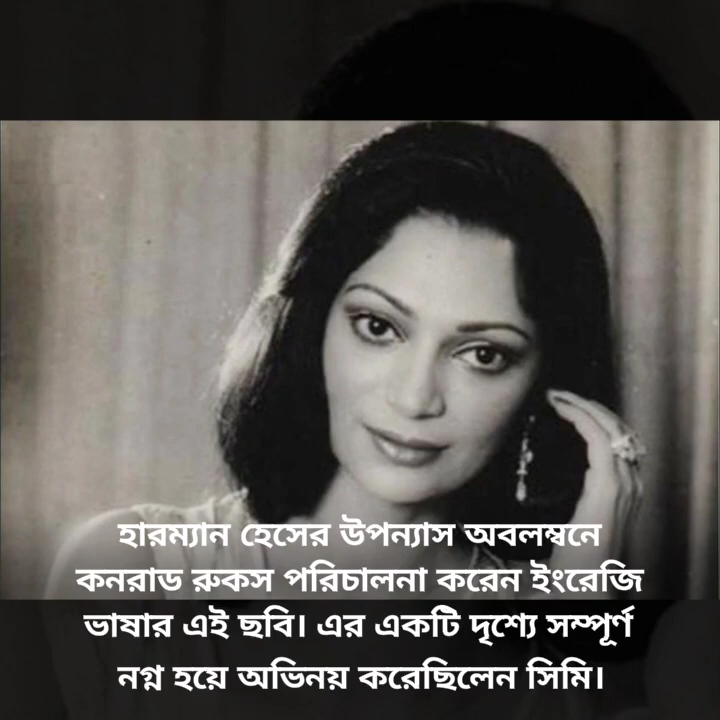 হারম্যান হেসের উপন্যাস অবলম্বনে
কনরাড রুকস পরিচালনা করেন ইংরেজি
ভাষার এই ছবি। এর একটি দৃশ্যে সম্পূর্ণ
নগ্ন হয়ে অভিনয় করেছিলেন সিমি।